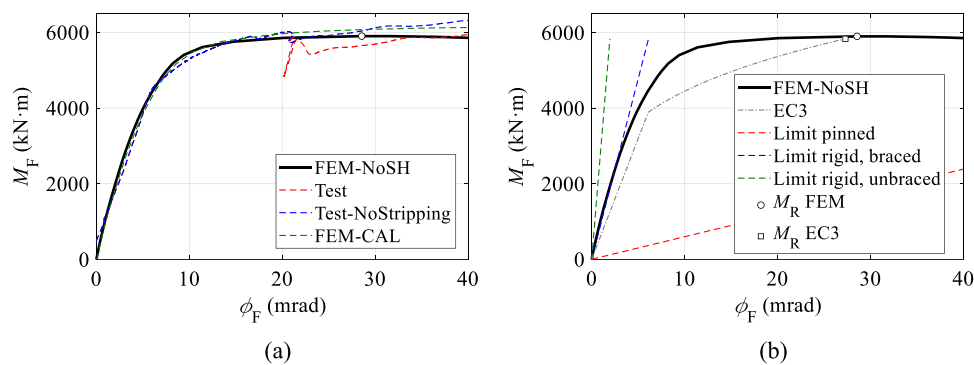 6000
4000
2000
0
M_F (kN·m)
0
10
20
30
40
ϕ_F (mrad)
FEM-NoSH
Test
Test-NoStripping
FEM-CAL
(a)
6000
4000
2000
0
M_F (kN·m)
0
10
20
30
40
ϕ_F (mrad)
FEM-NoSH
EC3
Limit pinned
Limit rigid, braced
Limit rigid, unbraced
M_R FEM
M_R EC3
(b)